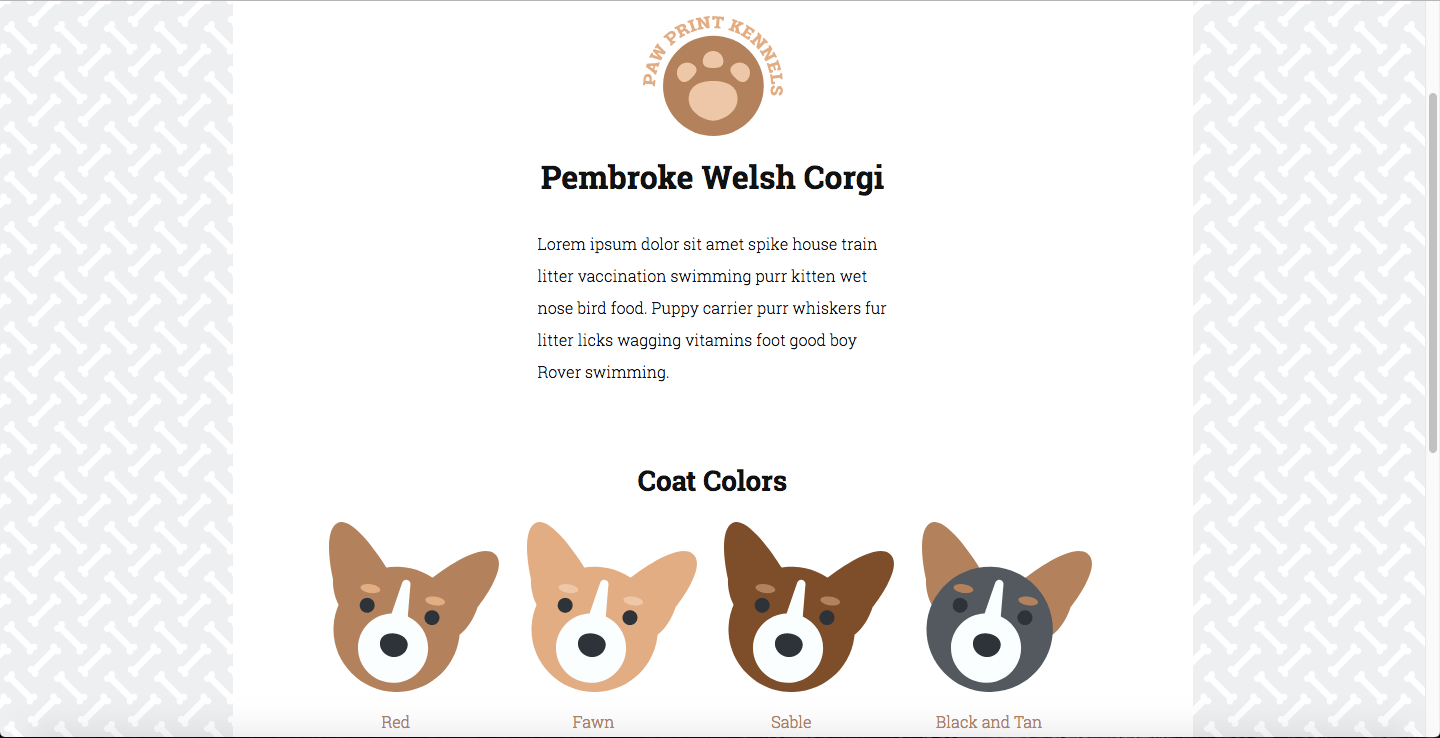 PAW PRINT KENNELS
Pembroke Welsh Corgi
Lorem ipsum dolor sit amet spike house train
litter vaccination swimming purr kitten wet
nose bird food. Puppy carrier purr whiskers fur
litter licks wagging vitamins foot good boy
Rover swimming.
Coat Colors
Red
Fawn
Sable
Black and Tan